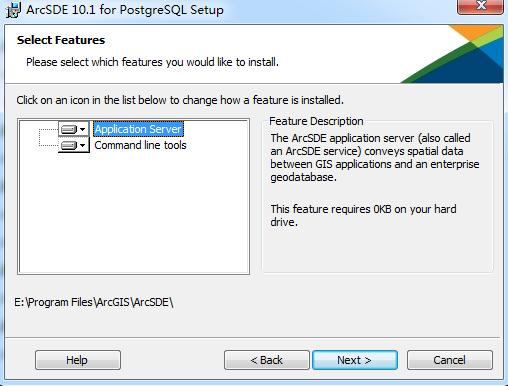 ArcSDE 10.1 for PostgreSQL Setup
Select Features
Please select which features you would like to install.
Click on an icon in the list below to change how a feature is installed.
Application Server
Command line tools
Feature Description
The ArcSDE application server (also called
an ArcSDE service) conveys spatial data
between GIS applications and an enterprise
geodatabase.
This feature requires 0KB on your hard
drive.
E:\Program Files\ArcGIS\ArcSDE\
Help
< Back
Next >
Cancel